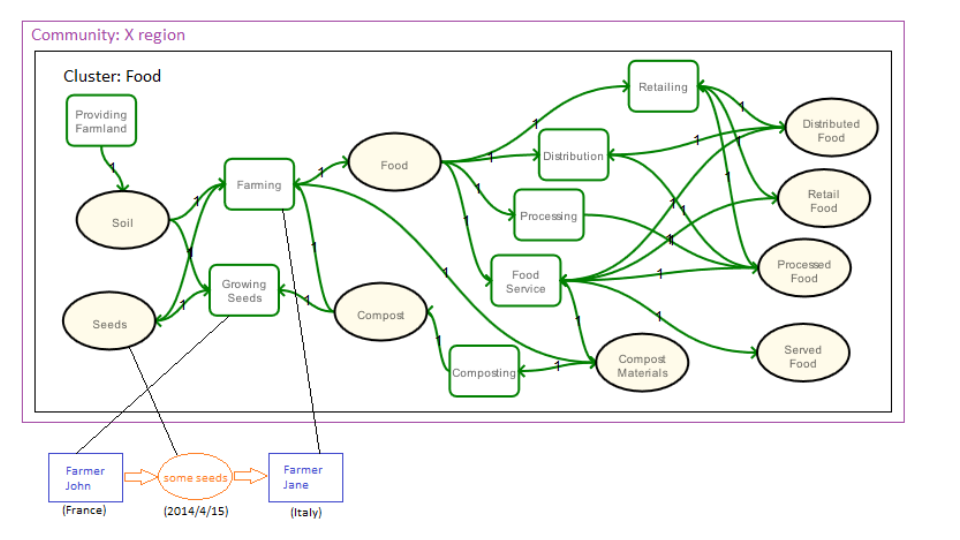 Community: X region
Cluster: Food
Providing
Farmland
1
Soil
Seeds
1
1
1
Farming
Growing
Seeds
1
1
1
Food
Compost
1
Composting
1
1
1
1
1
1
Retailing
Distribution
Processing
Food
Service
1
1
Compost
Materials
1
1
1
1
1
1
1
1
1
1
Distributed
Food
Retail
Food
Processed
Food
Served
Food
Farmer
John
(France)
some seeds
(2014/4/15)
Farmer
Jane
(Italy)